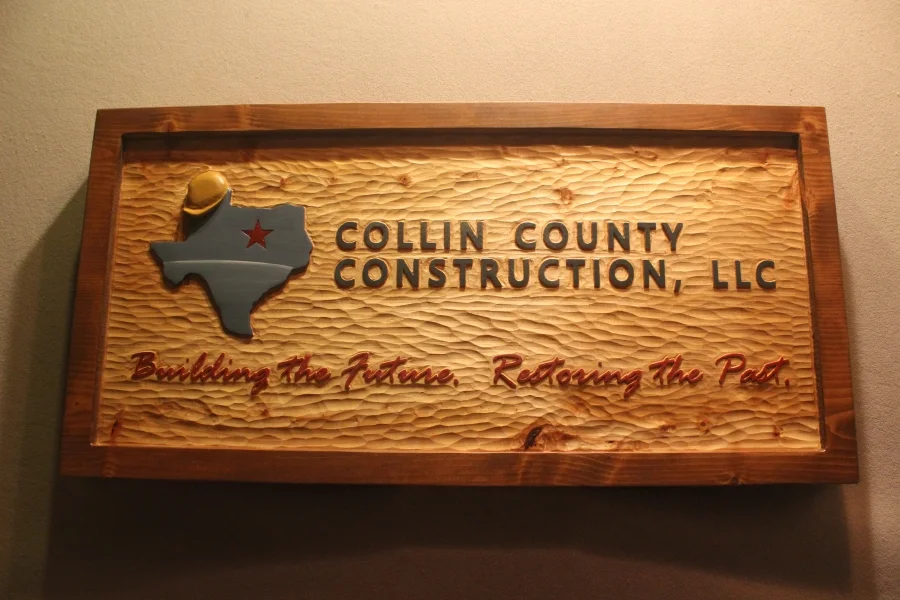 COLLIN COUNTY
CONSTRUCTION, LLC
Building the Future. Restoring the Past.